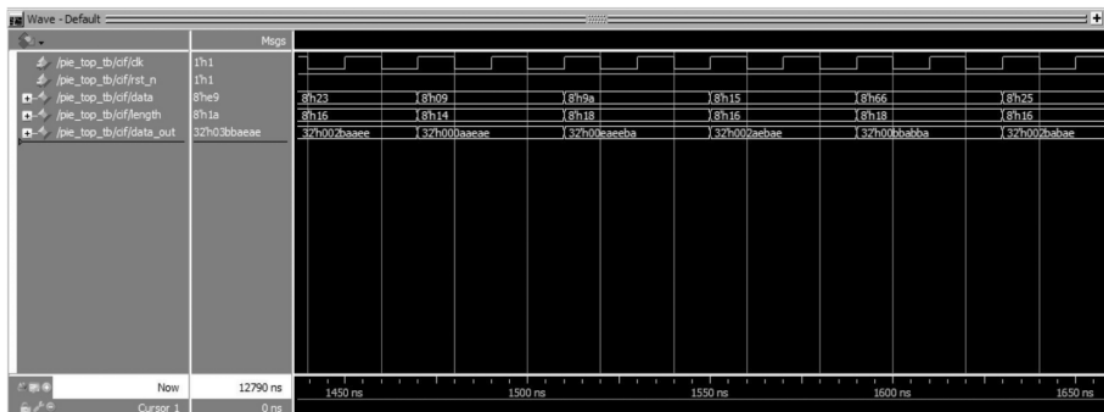 Wave - Default
Msgs
/pie_top_tb/cif/clk 1'h1
/pie_top_tb/cif/rst_n 1'h1
/pie_top_tb/cif/data 8'he9 8'h23 8'h09 8'h9a 8'h15 8'h66 8'h25
/pie_top_tb/cif/length 8'h1a 8'h16 8'h14 8'h18 8'h16 8'h18 8'h16
/pie_top_tb/cif/data_out 32'h03bbaeae 32'h002baaee 32'h000aaeae 32'h00eaeeba 32'h002aebae 32'h00bbabba 32'h002babae
Now 12790 ns 1450 ns 1500 ns 1550 ns 1600 ns 1650 ns
Cursor 1 0 ns